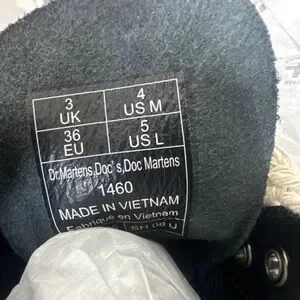 3 UK 4 US M
36 EU 5 US L
Dr.Martens,Doc's,Doc Martens
1460
MADE IN VIETNAM
Fabriqué en Vietnam